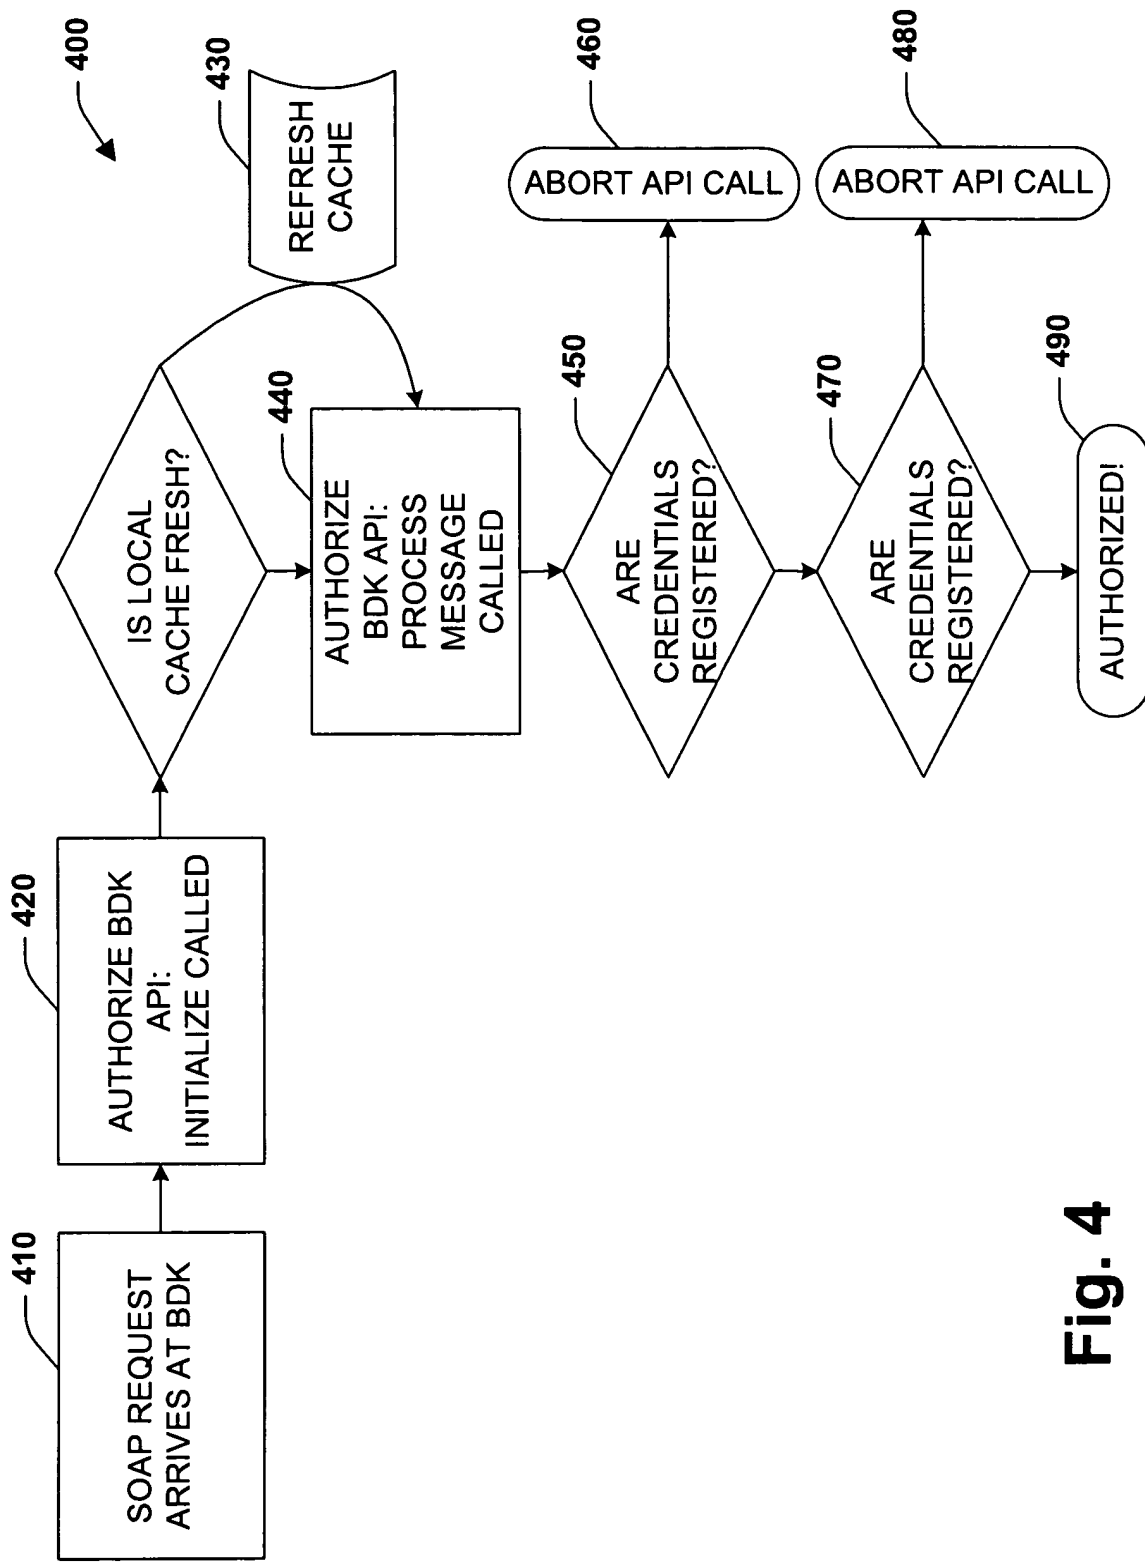 400
410
SOAP REQUEST
ARRIVES AT BDK
420
AUTHORIZE BDK
API:
INITIALIZE CALLED
IS LOCAL
CACHE FRESH?
430
REFRESH
CACHE
440
AUTHORIZE
BDK API:
PROCESS
MESSAGE
CALLED
450
ARE
CREDENTIALS
REGISTERED?
460
ABORT API CALL
470
ARE
CREDENTIALS
REGISTERED?
480
ABORT API CALL
490
AUTHORIZED!
Fig. 4